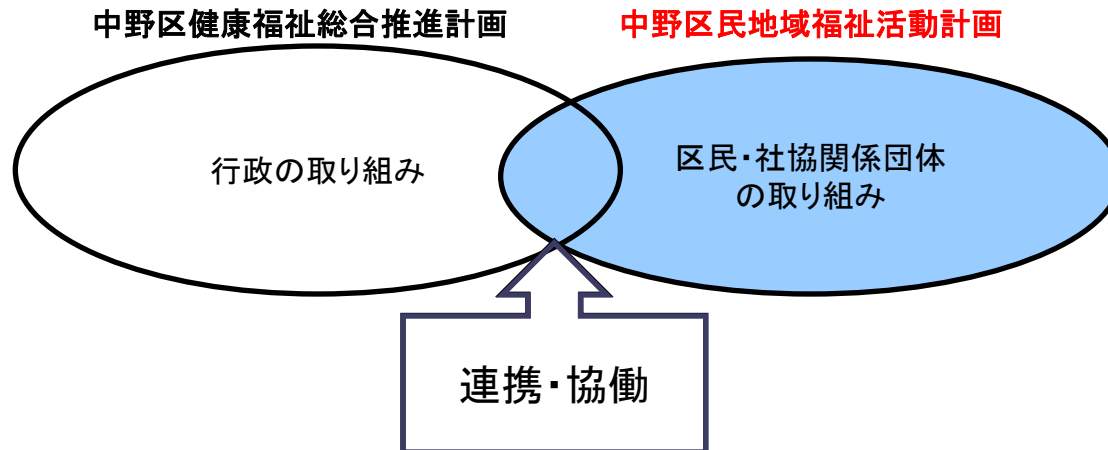 中野区健康福祉総合推進計画
中野区民地域福祉活動計画
行政の取り組み
区民・社協関係団体
の取り組み
連携・協働